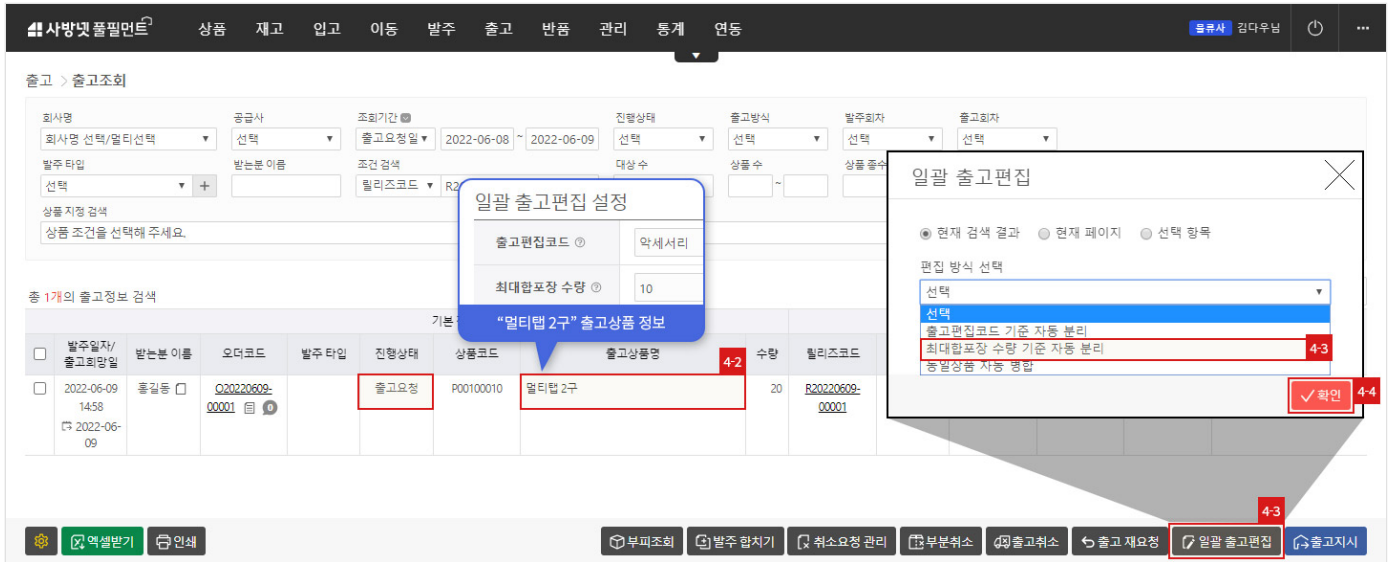 사방넷 풀필먼트 상품 재고 입고 이동 발주 출고 반품 관리 통계 연동 물류사 김다우님
출고 > 출고조회
회사명 공급사 조회기간 진행상태 출고방식 발주회차 출고회차
회사명 선택/멀티선택 선택 출고요청일 2022-06-08 ~ 2022-06-09 선택 선택 선택 선택
발주 타입 받는분 이름 조건 검색 대상 수 상품 수 상품 종수
선택 + 릴리즈코드 R2 ~
상품 지정 검색
상품 조건을 선택해 주세요.
일괄 출고편집 설정
출고편집코드 악세서리
최대합포장 수량 10
"멀티탭 2구" 출고상품 정보
일괄 출고편집
현재 검색 결과 현재 페이지 선택 항목
편집 방식 선택
선택
선택
출고편집코드 기준 자동 분리
최대합포장 수량 기준 자동 분리 4-3
동일상품 자동 병합
확인 4-4
총 1개의 출고정보 검색
기본
발주일자/
출고희망일 받는분 이름 오더코드 발주 타입 진행상태 상품코드 출고상품명 4-2 수량 릴리즈코드
2022-06-09 홍길동 O20220609- 출고요청 P00100010 멀티탭 2구 20 R20220609-
14:58 00001 0 00001
2022-06-
09
4-3
엑셀받기 인쇄 부피조회 발주 합치기 취소요청 관리 부분취소 출고취소 출고 재요청 일괄 출고편집 출고지시